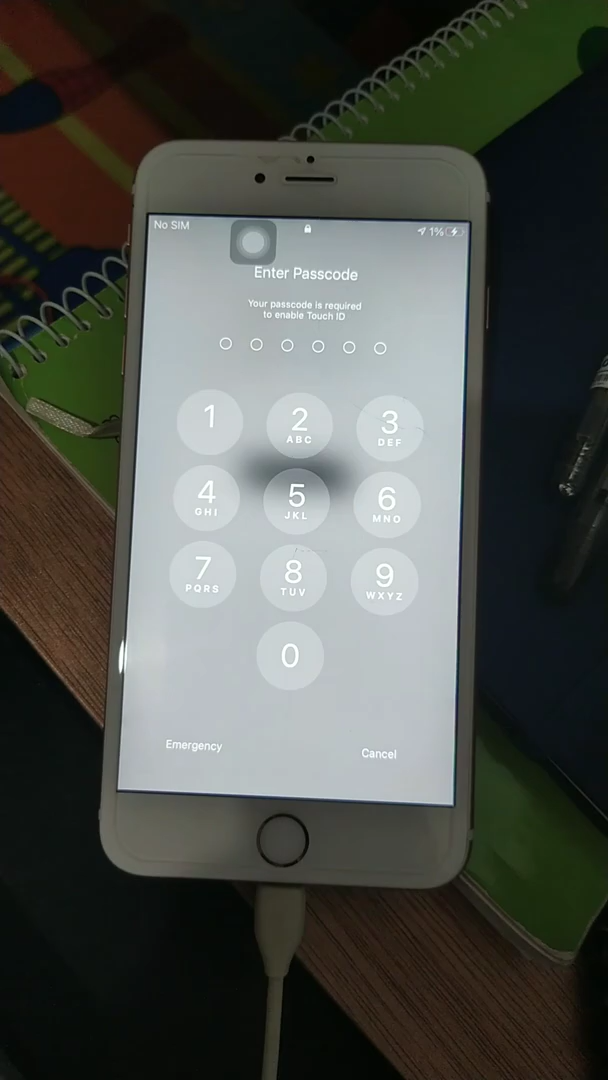 No SIM
1%
Enter Passcode
Your passcode is required
to enable Touch ID
1
2
ABC
3
DEF
4
GHI
5
JKL
6
MNO
7
PQRS
8
TUV
9
WXYZ
0
Emergency
Cancel